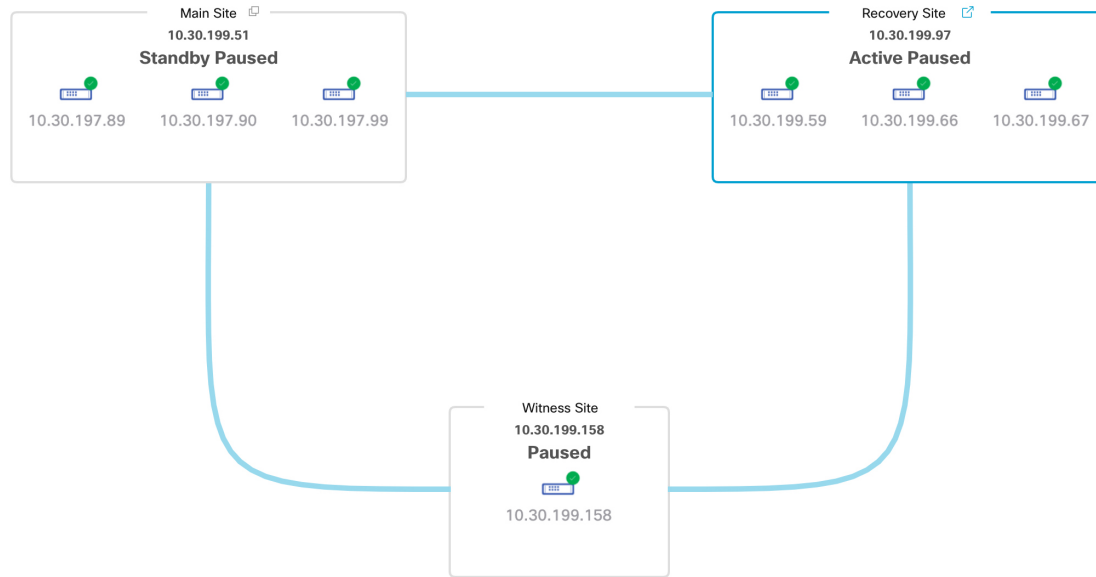 Main Site
10.30.199.51
Standby Paused
10.30.197.89 10.30.197.90 10.30.197.99
Recovery Site
10.30.199.97
Active Paused
10.30.199.59 10.30.199.66 10.30.199.67
Witness Site
10.30.199.158
Paused
10.30.199.158